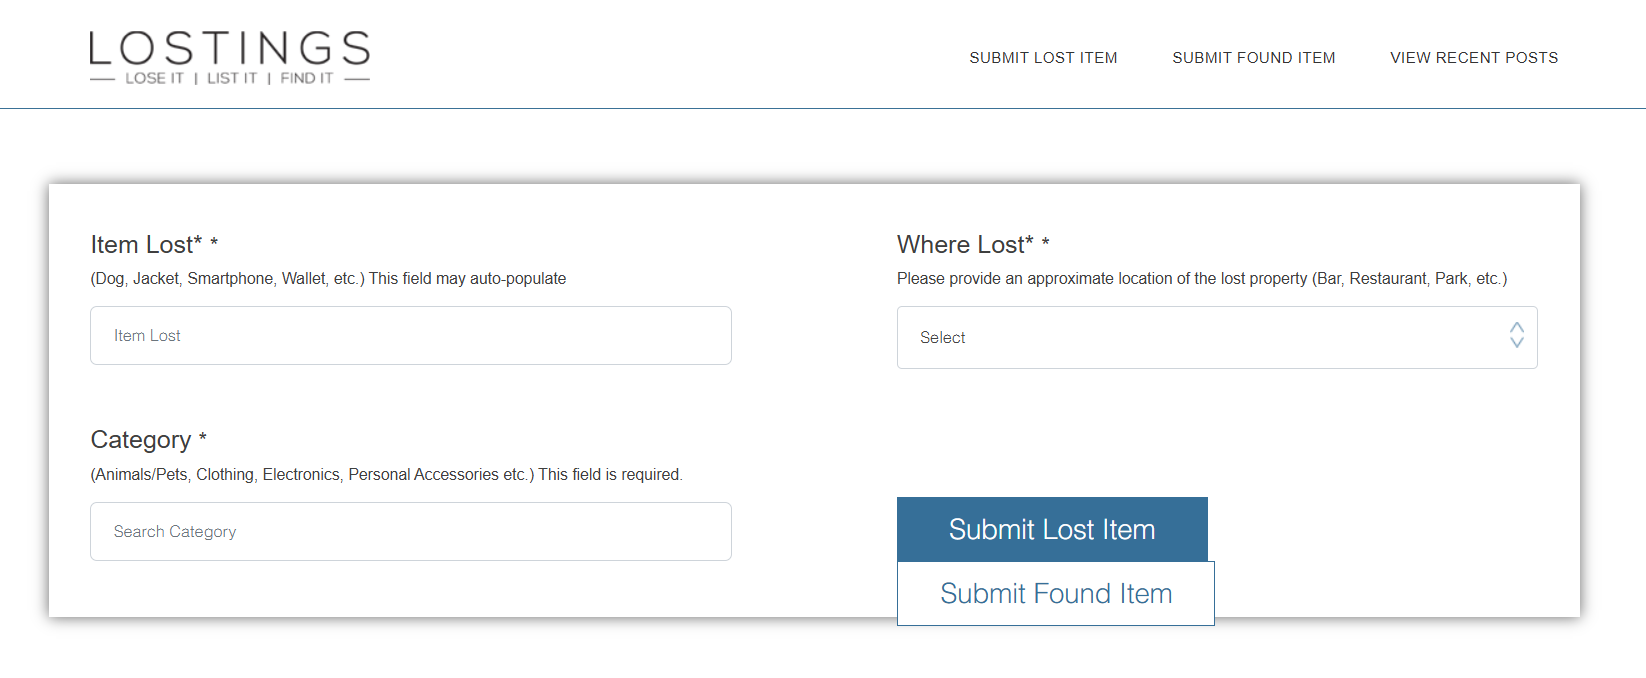 LOSTINGS
LOSE IT | LIST IT | FIND IT
SUBMIT LOST ITEM
SUBMIT FOUND ITEM
VIEW RECENT POSTS
Item Lost* *
(Dog, Jacket, Smartphone, Wallet, etc.) This field may auto-populate
Item Lost
Where Lost* *
Please provide an approximate location of the lost property (Bar, Restaurant, Park, etc.)
Select
Category *
(Animals/Pets, Clothing, Electronics, Personal Accessories etc.) This field is required.
Search Category
Submit Lost Item
Submit Found Item